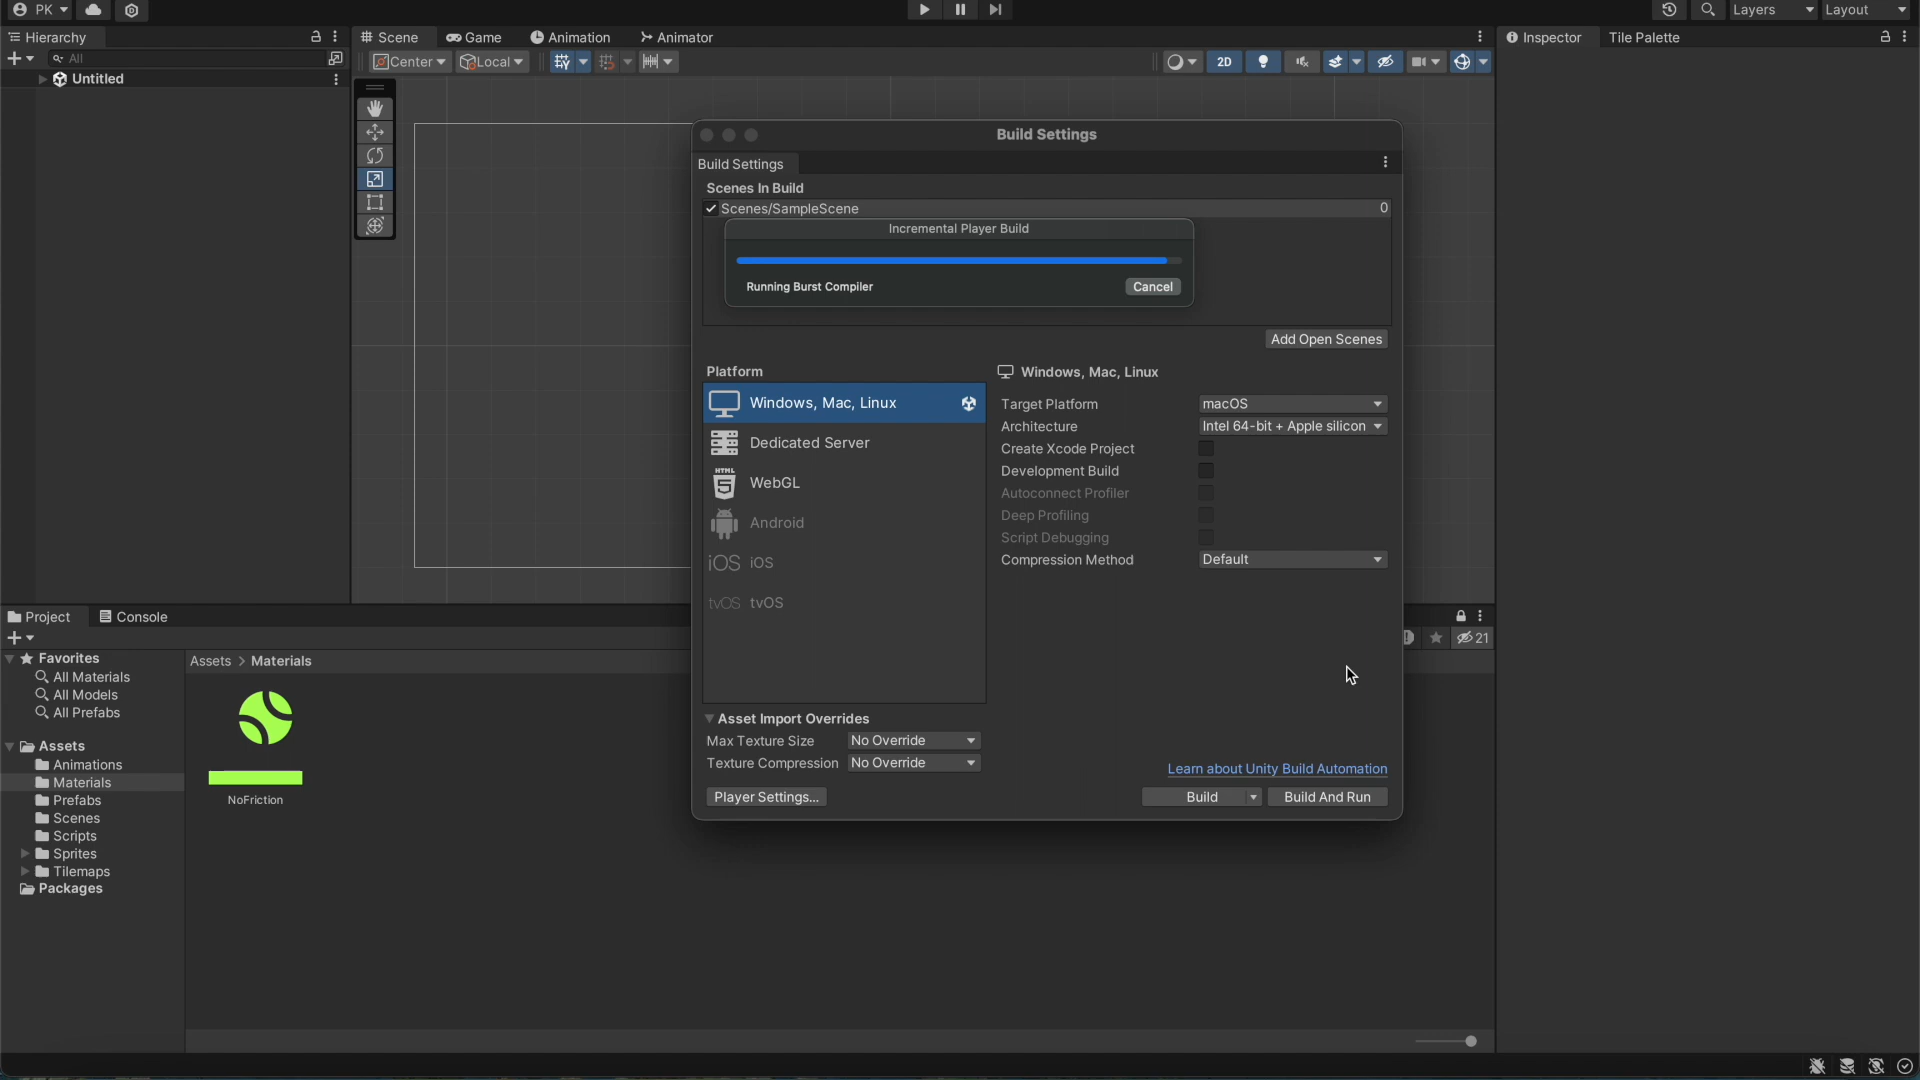 PK
Layers
Layout
Hierarchy
Scene
Game
Animation
Animator
Inspector
Tile Palette
All
Center
Local
2D
Untitled
Build Settings
Build Settings
Scenes In Build
Scenes/SampleScene
0
Incremental Player Build
Running Burst Compiler
Cancel
Add Open Scenes
Platform
Windows, Mac, Linux
Dedicated Server
HTML
5
WebGL
Android
iOS
iOS
tvOS
tvOS
Windows, Mac, Linux
Target Platform
macOS
Architecture
Intel 64-bit + Apple silicon
Create Xcode Project
Development Build
Autoconnect Profiler
Deep Profiling
Script Debugging
Compression Method
Default
Asset Import Overrides
Max Texture Size
No Override
Texture Compression
No Override
Learn about Unity Build Automation
Player Settings...
Build
Build And Run
Project
Console
21
Favorites
All Materials
All Models
All Prefabs
Assets
Animations
Materials
Prefabs
Scenes
Scripts
Sprites
Tilemaps
Packages
Assets > Materials
NoFriction